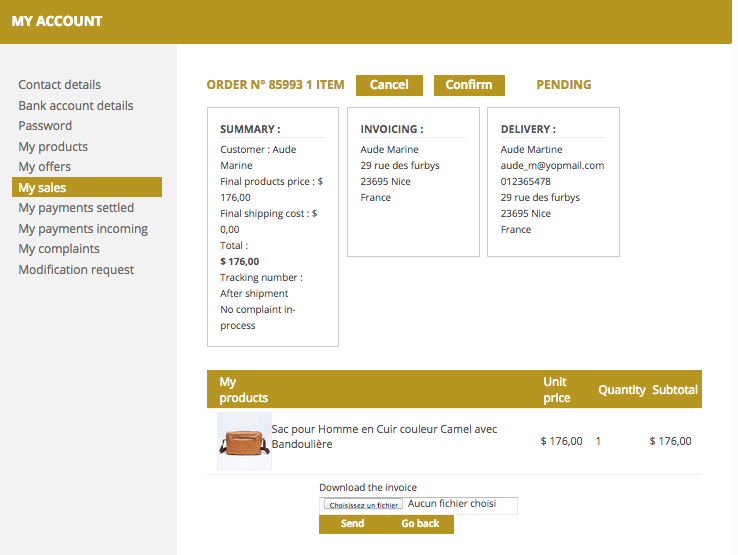 MY ACCOUNT
Contact details
Bank account details
Password
My products
My offers
My sales
My payments settled
My payments incoming
My complaints
Modification request
ORDER N° 85993 1 ITEM Cancel Confirm PENDING
SUMMARY :
Customer : Aude
Marine
Final products price : $
176,00
Final shipping cost : $
0,00
Total :
$ 176,00
Tracking number :
After shipment
No complaint in-
process
INVOICING :
Aude Marine
29 rue des furbys
23695 Nice
France
DELIVERY :
Aude Martine
aude_m@yopmail.com
012365478
29 rue des furbys
23695 Nice
France
My
products
Unit
price
Quantity Subtotal
Sac pour Homme en Cuir couleur Camel avec
Bandoulière
$ 176,00 1 $ 176,00
Download the invoice
Choisissez un fichier Aucun fichier choisi
Send Go back